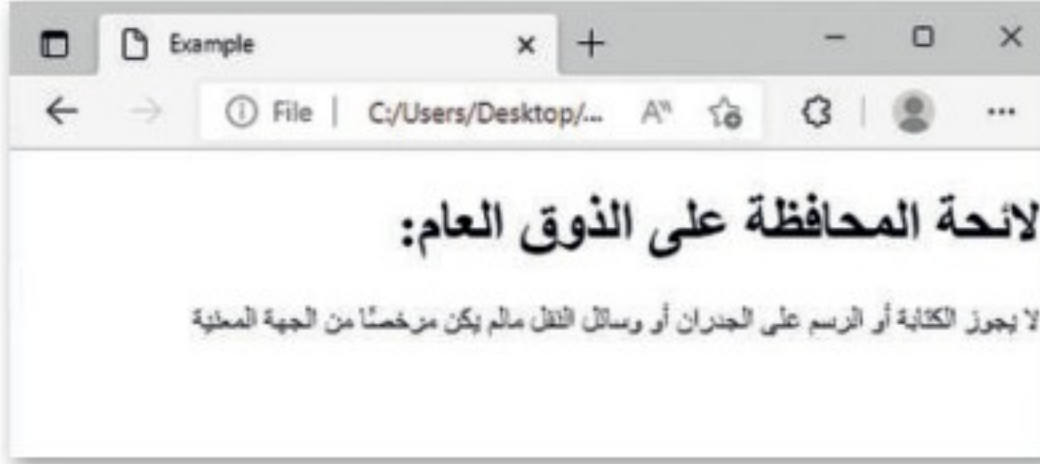 Example
File | C:/Users/Desktop/...
لائحة المحافظة على الذوق العام:
لا يجوز الكتابة أو الرسم على الجدران أو وسائل النقل مالم يكن مرخصًا من الجهة المعنية